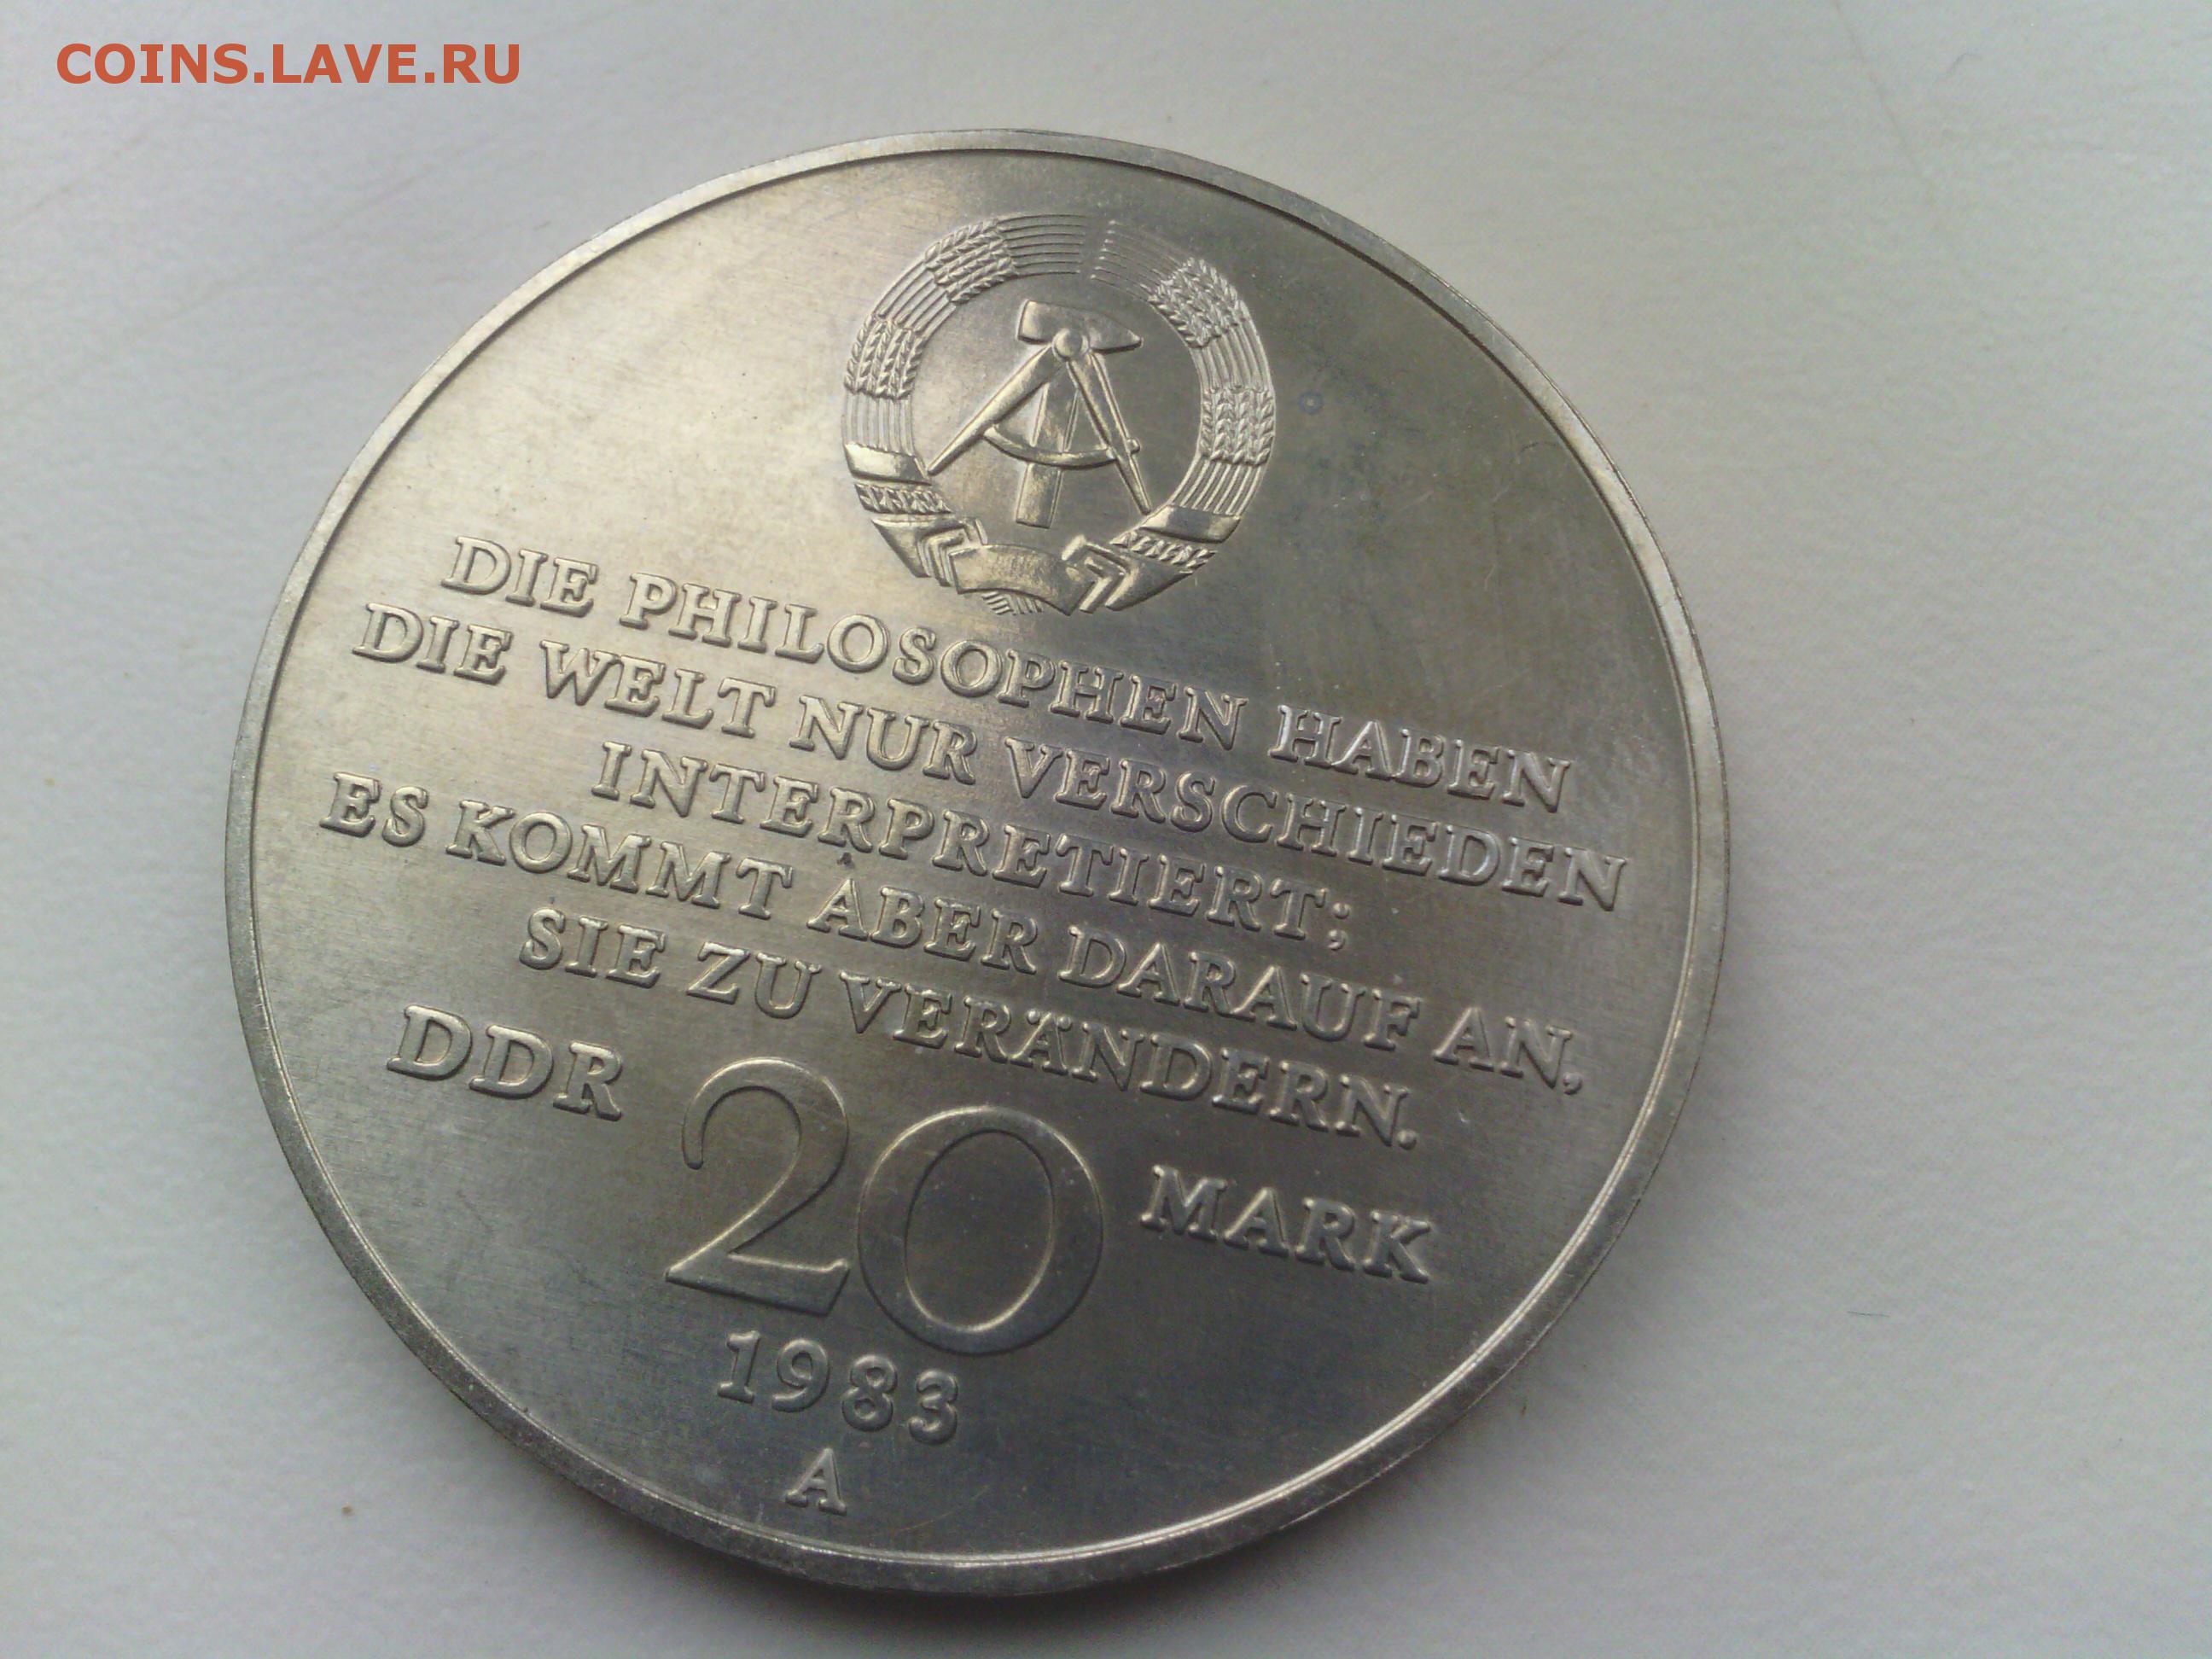 COINS.LAVE.RU
DIE PHILOSOPHEN HABEN
DIE WELT NUR VERSCHIEDEN
INTERPRETIERT;
ES KOMMT ABER DARAUF AN,
SIE ZU VERÄNDERN.
DDR 20 MARK
1983
A